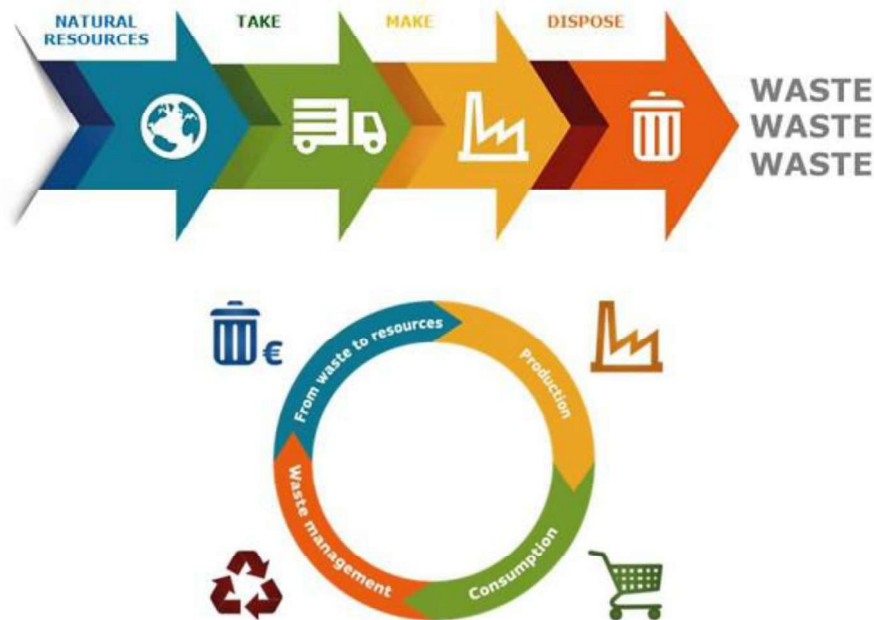 NATURAL
RESOURCES
TAKE
MAKE
DISPOSE
WASTE
WASTE
WASTE
€
From waste to resources
Production
Waste management
Consumption